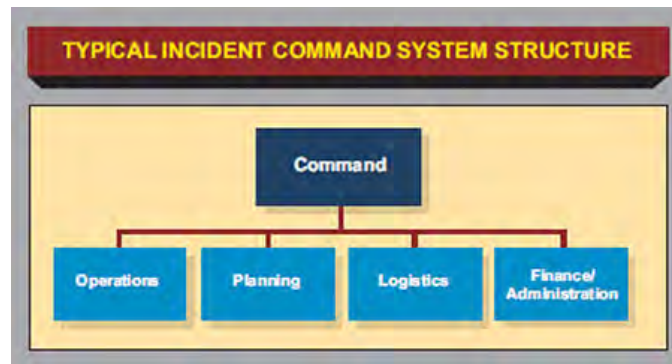 TYPICAL INCIDENT COMMAND SYSTEM STRUCTURE
Command
Operations
Planning
Logistics
Finance/
Administration